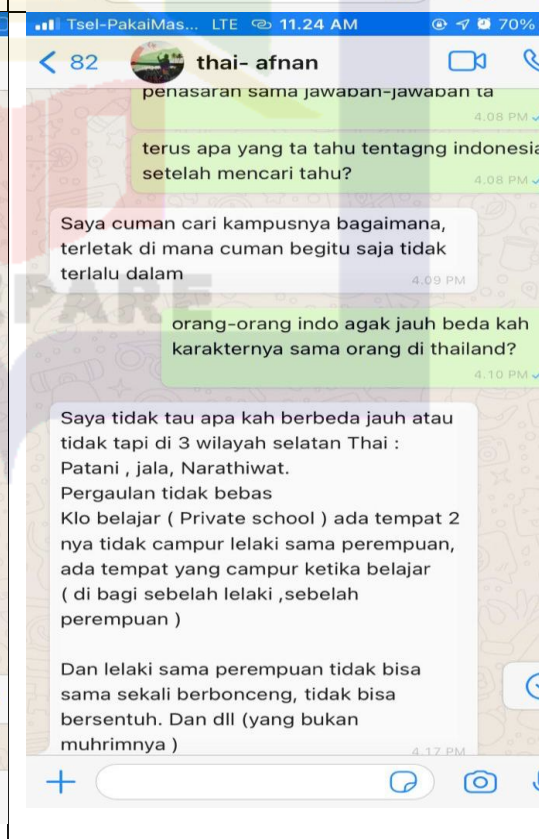 Tsel-PakaiMas... LTE 11.24 AM 70%
82 thai- afnan
penasaran sama jawaban-jawaban ta
4.08 PM
terus apa yang ta tahu tentagng indonesia
setelah mencari tahu?
4.08 PM
Saya cuman cari kampusnya bagaimana,
terletak di mana cuman begitu saja tidak
terlalu dalam
4.09 PM
orang-orang indo agak jauh beda kah
karakternya sama orang di thailand?
4.10 PM
Saya tidak tau apa kah berbeda jauh atau
tidak tapi di 3 wilayah selatan Thai :
Patani , jala, Narathiwat.
Pergaulan tidak bebas
Klo belajar ( Private school ) ada tempat 2
nya tidak campur lelaki sama perempuan,
ada tempat yang campur ketika belajar
( di bagi sebelah lelaki ,sebelah
perempuan )
Dan lelaki sama perempuan tidak bisa
sama sekali berbonceng, tidak bisa
bersentuh. Dan dll (yang bukan
muhrimnya )
4.17 PM